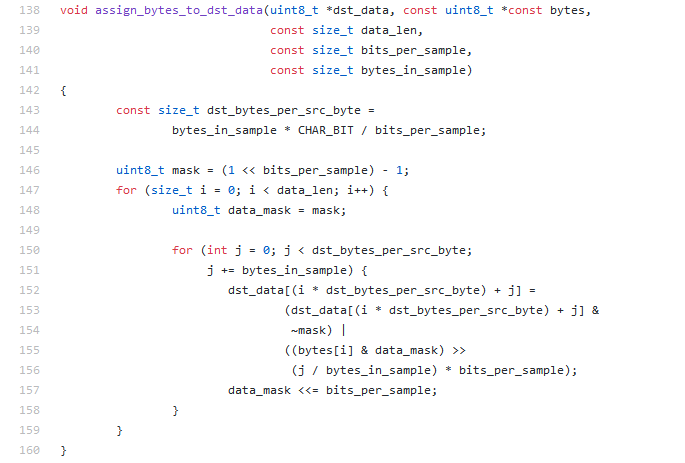 138 void assign_bytes_to_dst_data(uint8_t *dst_data, const uint8_t *const bytes,
139                               const size_t data_len,
140                               const size_t bits_per_sample,
141                               const size_t bytes_in_sample)
142 {
143         const size_t dst_bytes_per_src_byte =
144                 bytes_in_sample * CHAR_BIT / bits_per_sample;
145
146         uint8_t mask = (1 << bits_per_sample) - 1;
147         for (size_t i = 0; i < data_len; i++) {
148                 uint8_t data_mask = mask;
149
150                 for (int j = 0; j < dst_bytes_per_src_byte;
151                      j += bytes_in_sample) {
152                         dst_data[(i * dst_bytes_per_src_byte) + j] =
153                                 (dst_data[(i * dst_bytes_per_src_byte) + j] &
154                                  ~mask) |
155                                 ((bytes[i] & data_mask) >>
156                                  (j / bytes_in_sample) * bits_per_sample);
157                         data_mask <<= bits_per_sample;
158                 }
159         }
160 }